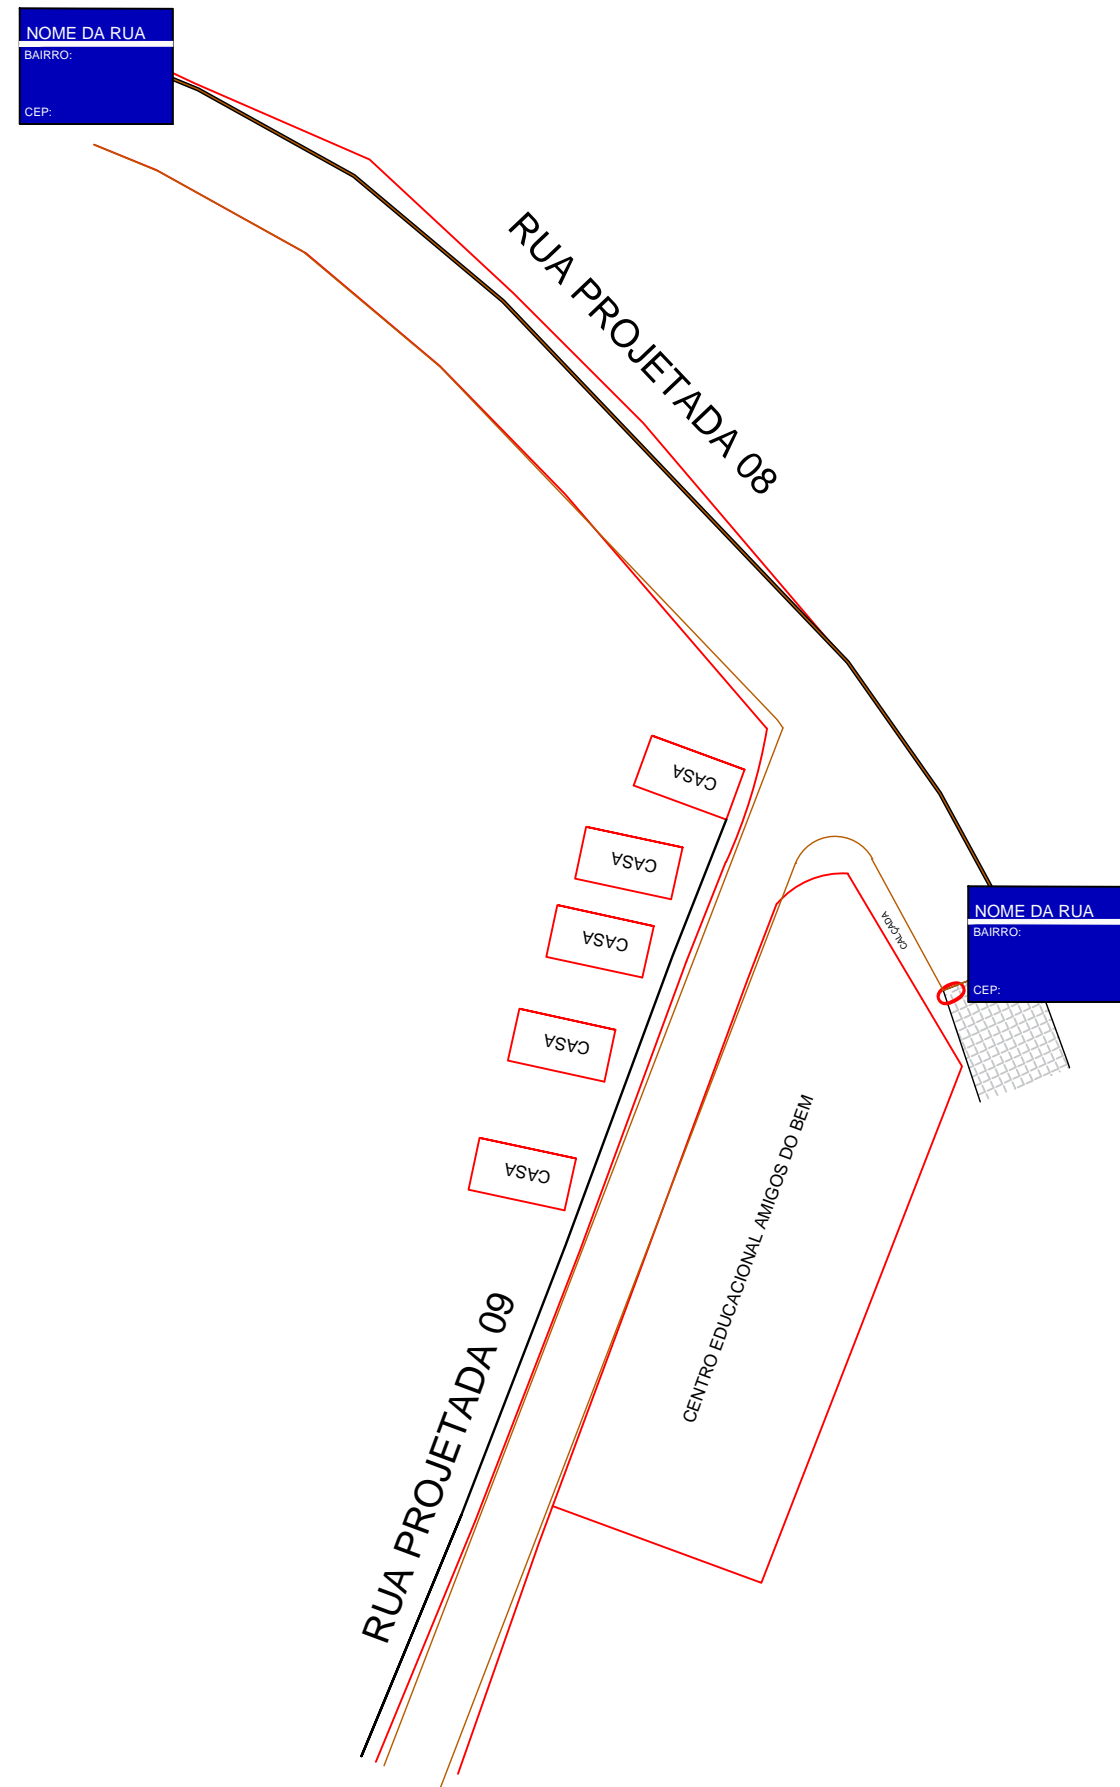 NOME DA RUA
BAIRRO:
CEP:
RUA PROJETADA 08
CASA
CASA
CASA
CASA
CASA
CALÇADA
NOME DA RUA
BAIRRO:
CEP:
CENTRO EDUCACIONAL AMIGOS DO BEM
RUA PROJETADA 09